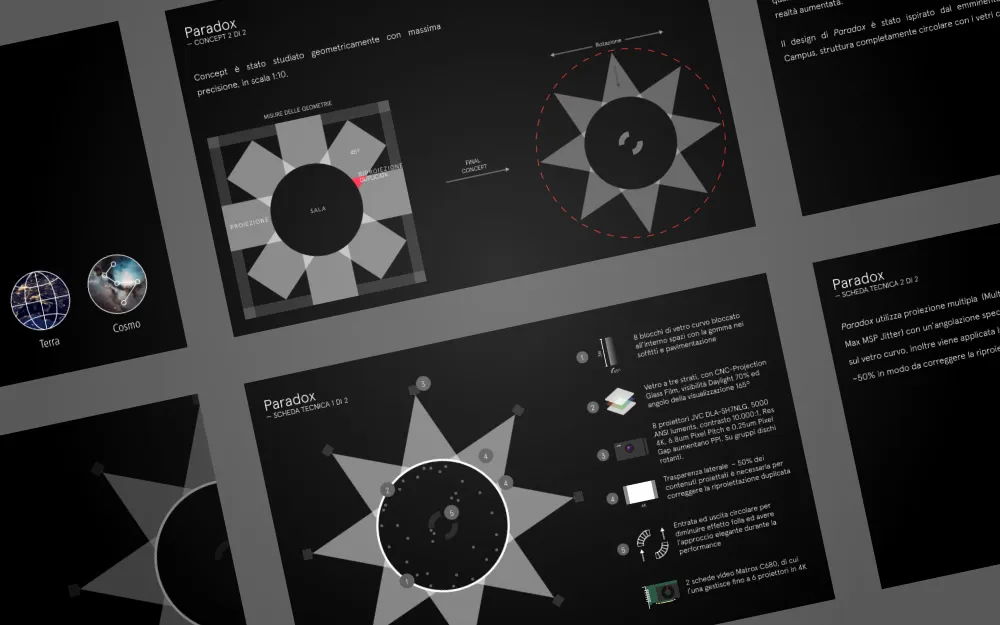 Terra
Cosmo
Paradox
– CONCEPT 2 DI 2
Concept è stato studiato geometricamente con massima
precisione, in scala 1:10.
MISURE DELLE GEOMETRIE
45°
RIPROIEZIONE
DUPLICATA
SALA
PROIEZIONE
FINAL
CONCEPT
Rotazione
realtà aumentata.
Il design di Paradox è stato ispirato dal eminent
Campus, struttura completamente circolare con i vetri c
Paradox
– SCHEDA TECNICA 1 DI 2
3
4
4
2
5
1
1
8 blocchi di vetro curvo bloccato
all'interno spazi con la gomma nei
soffitti e pavimentazione
2
Vetro a tre strati, con CNC-Projection
Glass Film, visibilità Daylight 70% ed
angolo della visualizzazione 165°
3
8 proiettori JVC DLA-SH7NLG, 5000
ANSI luments, contrasto 10.000:1, Res
4K, 6.8um Pixel Pitch e 0.25um Pixel
Gap aumentano PPI. Su gruppi dischi
rotanti.
4
Trasparenza laterale ~ 50% dei
contenuti proiettati è necessaria per
correggere la riproiettazione duplicata
5
Entrata ed uscita circolare per
diminuire effetto folla ed avere
l'approccio elegante durante la
performance
2 schede video Matrox C680, di cui
l'una gestisce fino a 6 proiettori in 4K
Paradox
– SCHEDA TECNICA 2 DI 2
Paradox utilizza proiezione multipla (Mult
Max MSP Jitter) con un'angolazione spec
sul vetro curvo. Inoltre viene applicata l
~50% in modo da correggere la riproie